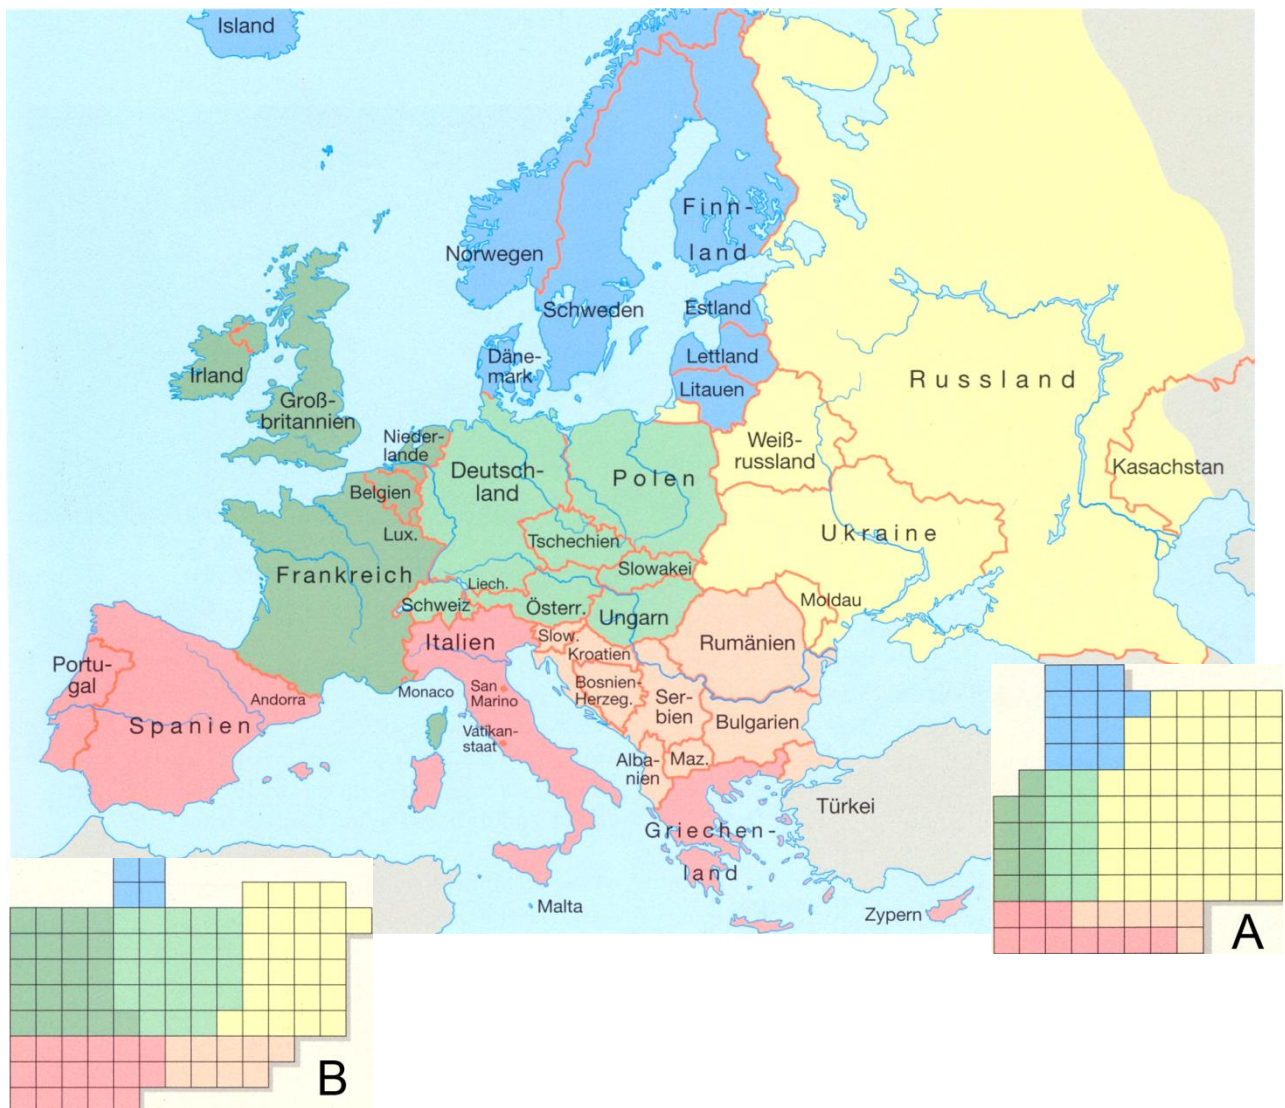 Island
Finn-
land
Norwegen
Schweden
Estland
Däne-
mark
Lettland
Litauen
Irland
Groß-
britannien
Russland
Nieder-
lande
Weiß-
russland
Deutsch-
land
Polen
Kasachstan
Belgien
Lux.
Ukraine
Tschechien
Slowakei
Frankreich
Liech.
Schweiz
Österr.
Ungarn
Moldau
Portu-
gal
Italien
Slow.
Kroatien
Rumänien
Andorra
Monaco
San
Marino
Bosnien-
Herzeg.
Ser-
bien
Spanien
Vatikan-
staat
Bulgarien
Alba-
nien
Maz.
Türkei
Griechen-
land
Malta
Zypern
A
B